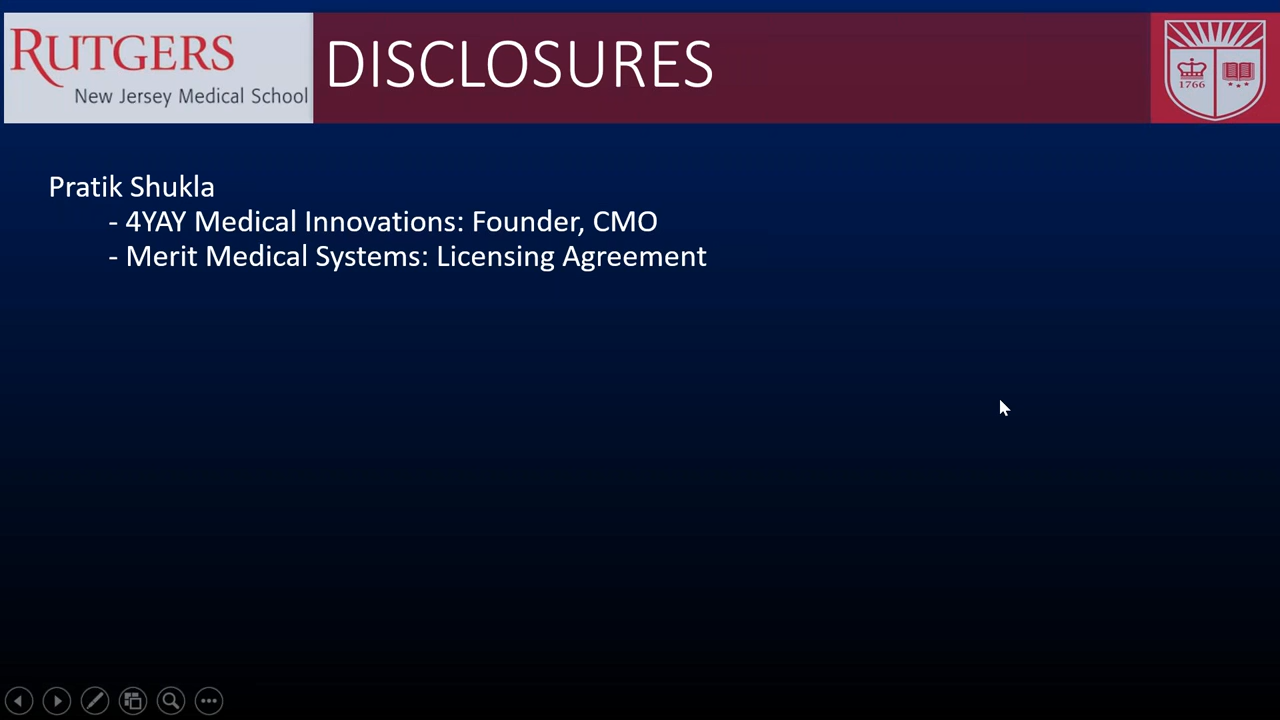 RUTGERS
New Jersey Medical School
DISCLOSURES
1766
Pratik Shukla
- 4YAY Medical Innovations: Founder, CMO
- Merit Medical Systems: Licensing Agreement